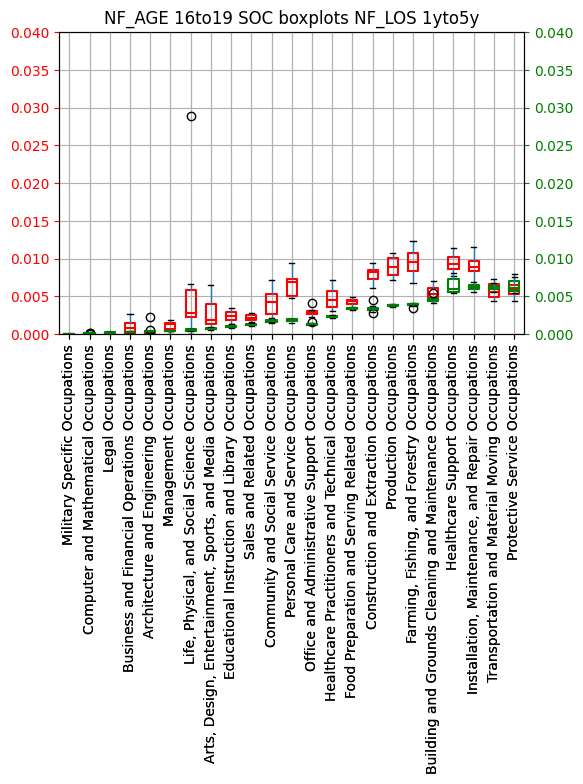 NF_AGE 16to19 SOC boxplots NF_LOS 1yto5y
0.040 0.040
0.035 0.035
0.030 0.030
0.025 0.025
0.020 0.020
0.015 0.015
0.010 0.010
0.005 0.005
0.000 0.000
Military Specific Occupations
Computer and Mathematical Occupations
Legal Occupations
Business and Financial Operations Occupations
Architecture and Engineering Occupations
Management Occupations
Life, Physical, and Social Science Occupations
Arts, Design, Entertainment, Sports, and Media Occupations
Educational Instruction and Library Occupations
Sales and Related Occupations
Community and Social Service Occupations
Personal Care and Service Occupations
Office and Administrative Support Occupations
Healthcare Practitioners and Technical Occupations
Food Preparation and Serving Related Occupations
Construction and Extraction Occupations
Production Occupations
Farming, Fishing, and Forestry Occupations
Building and Grounds Cleaning and Maintenance Occupations
Healthcare Support Occupations
Installation, Maintenance, and Repair Occupations
Transportation and Material Moving Occupations
Protective Service Occupations